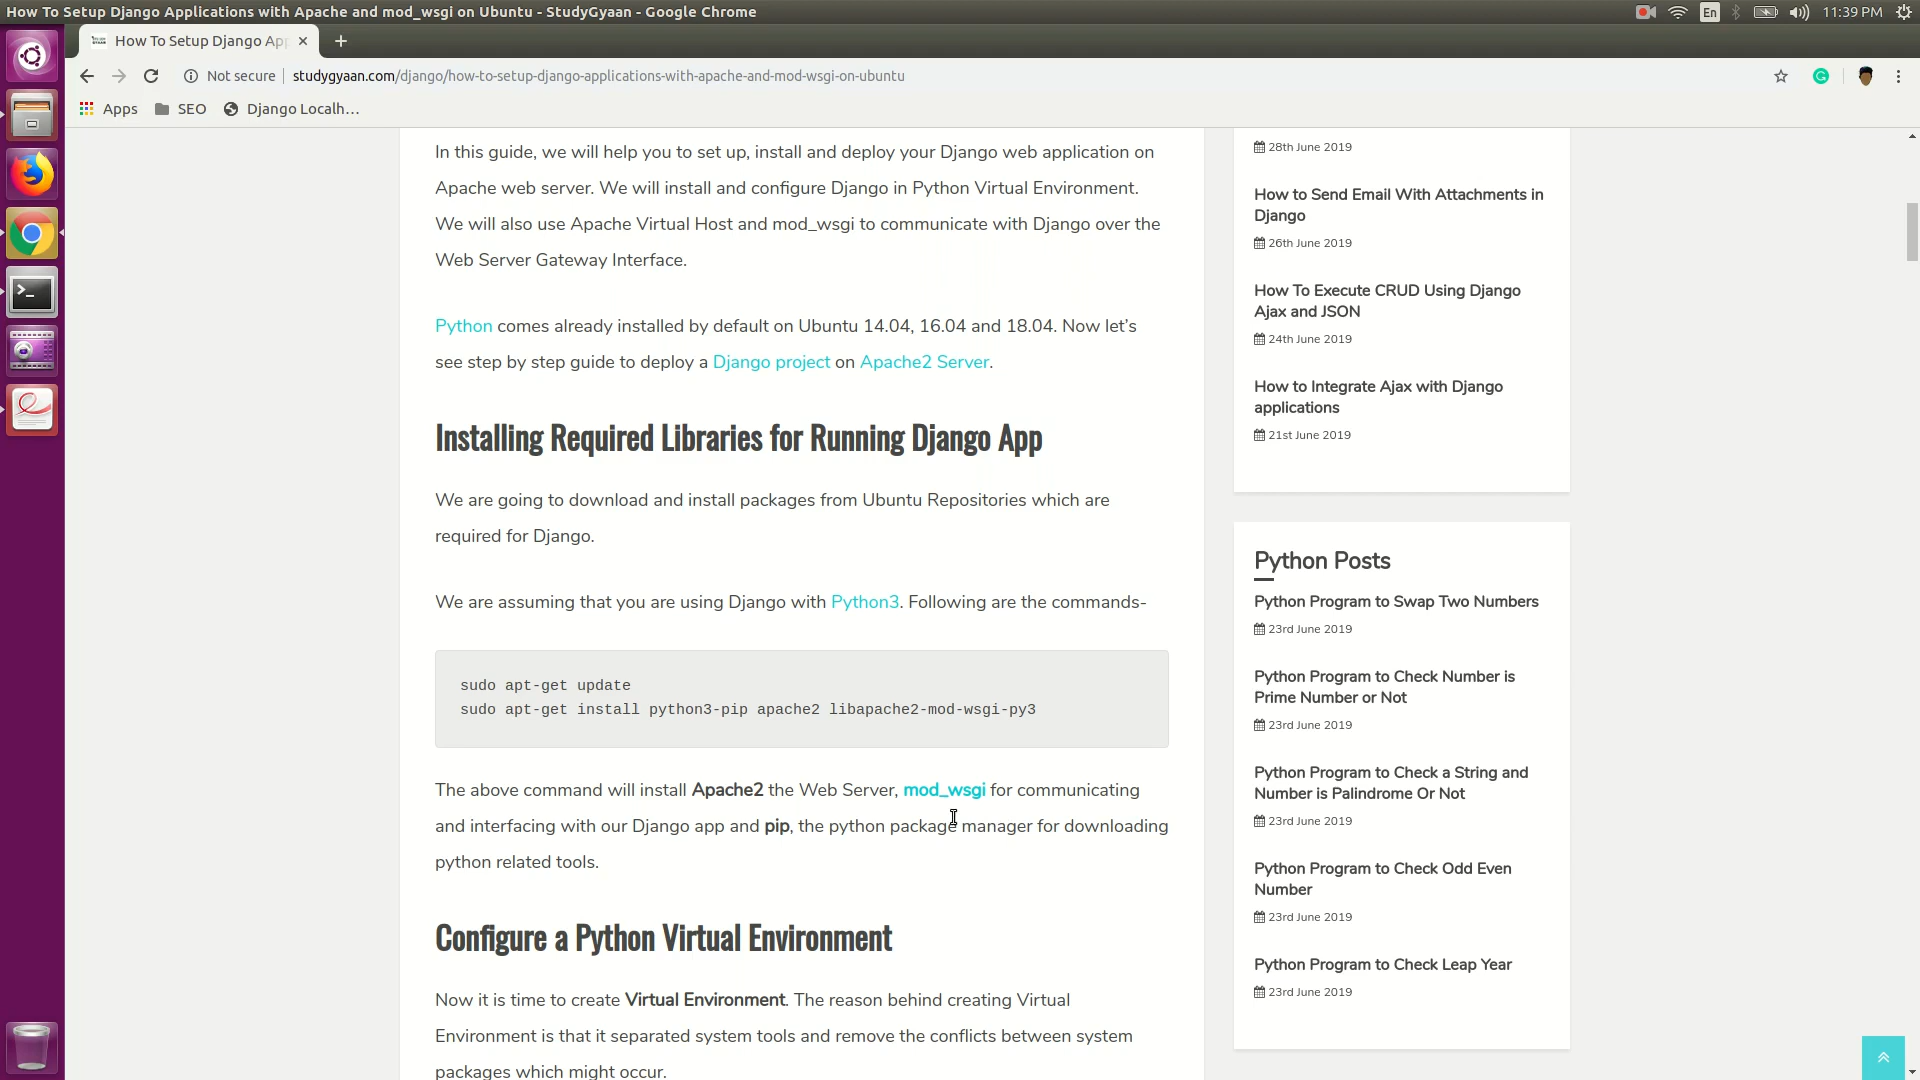 How To Setup Django Applications with Apache and mod_wsgi on Ubuntu - StudyGyaan - Google Chrome
En
11:39 PM
How To Setup Django App
Not secure
studygyaan.com/django/how-to-setup-django-applications-with-apache-and-mod-wsgi-on-ubuntu
Apps
SEO
Django Localh…
In this guide, we will help you to set up, install and deploy your Django web application on
Apache web server. We will install and configure Django in Python Virtual Environment.
We will also use Apache Virtual Host and mod_wsgi to communicate with Django over the
Web Server Gateway Interface.
Python comes already installed by default on Ubuntu 14.04, 16.04 and 18.04. Now let’s
see step by step guide to deploy a Django project on Apache2 Server.
Installing Required Libraries for Running Django App
We are going to download and install packages from Ubuntu Repositories which are
required for Django.
We are assuming that you are using Django with Python3. Following are the commands-
sudo apt-get update
sudo apt-get install python3-pip apache2 libapache2-mod-wsgi-py3
The above command will install Apache2 the Web Server, mod_wsgi for communicating
and interfacing with our Django app and pip, the python package manager for downloading
python related tools.
Configure a Python Virtual Environment
Now it is time to create Virtual Environment. The reason behind creating Virtual
Environment is that it separated system tools and remove the conflicts between system
packages which might occur.
28th June 2019
How to Send Email With Attachments in
Django
26th June 2019
How To Execute CRUD Using Django
Ajax and JSON
24th June 2019
How to Integrate Ajax with Django
applications
21st June 2019
Python Posts
Python Program to Swap Two Numbers
23rd June 2019
Python Program to Check Number is
Prime Number or Not
23rd June 2019
Python Program to Check a String and
Number is Palindrome Or Not
23rd June 2019
Python Program to Check Odd Even
Number
23rd June 2019
Python Program to Check Leap Year
23rd June 2019